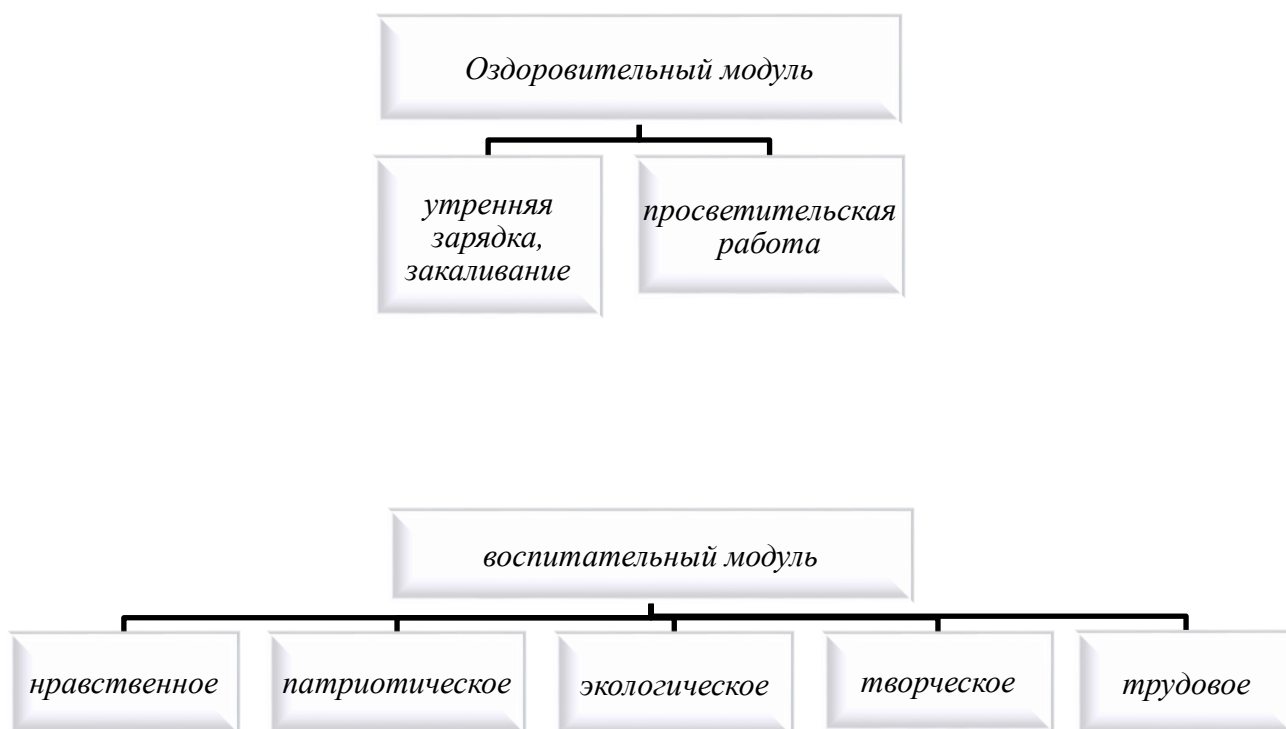 Оздоровительный модуль
утренняя
зарядка,
закаливание
просветительская
работа
воспитательный модуль
нравственное
патриотическое
экологическое
творческое
трудовое